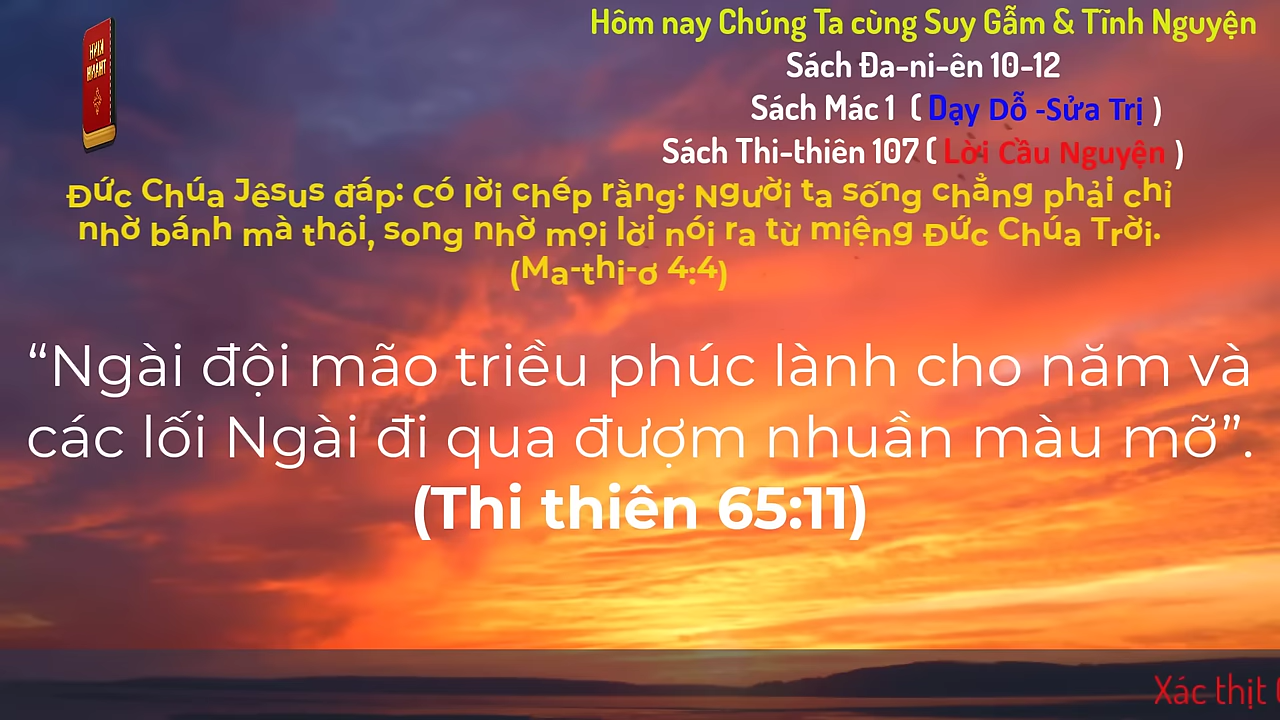 Hôm nay Chúng Ta cùng Suy Gẫm & Tĩnh Nguyện
Sách Đa-ni-ên 10-12
Sách Mác 1 ( Dạy Dỗ -Sửa Trị )
Sách Thi-thiên 107 ( Lời Cầu Nguyện )
KINH
THÁNH
Đức Chúa Jêsus đáp: Có lời chép rằng: Người ta sống chẳng phải chỉ
nhờ bánh mà thôi, song nhờ mọi lời nói ra từ miệng Đức Chúa Trời.
(Ma-thi-ơ 4:4)
“Ngài đội mão triều phúc lành cho năm và
các lối Ngài đi qua đượm nhuần màu mỡ”.
(Thi thiên 65:11)
Xác thịt